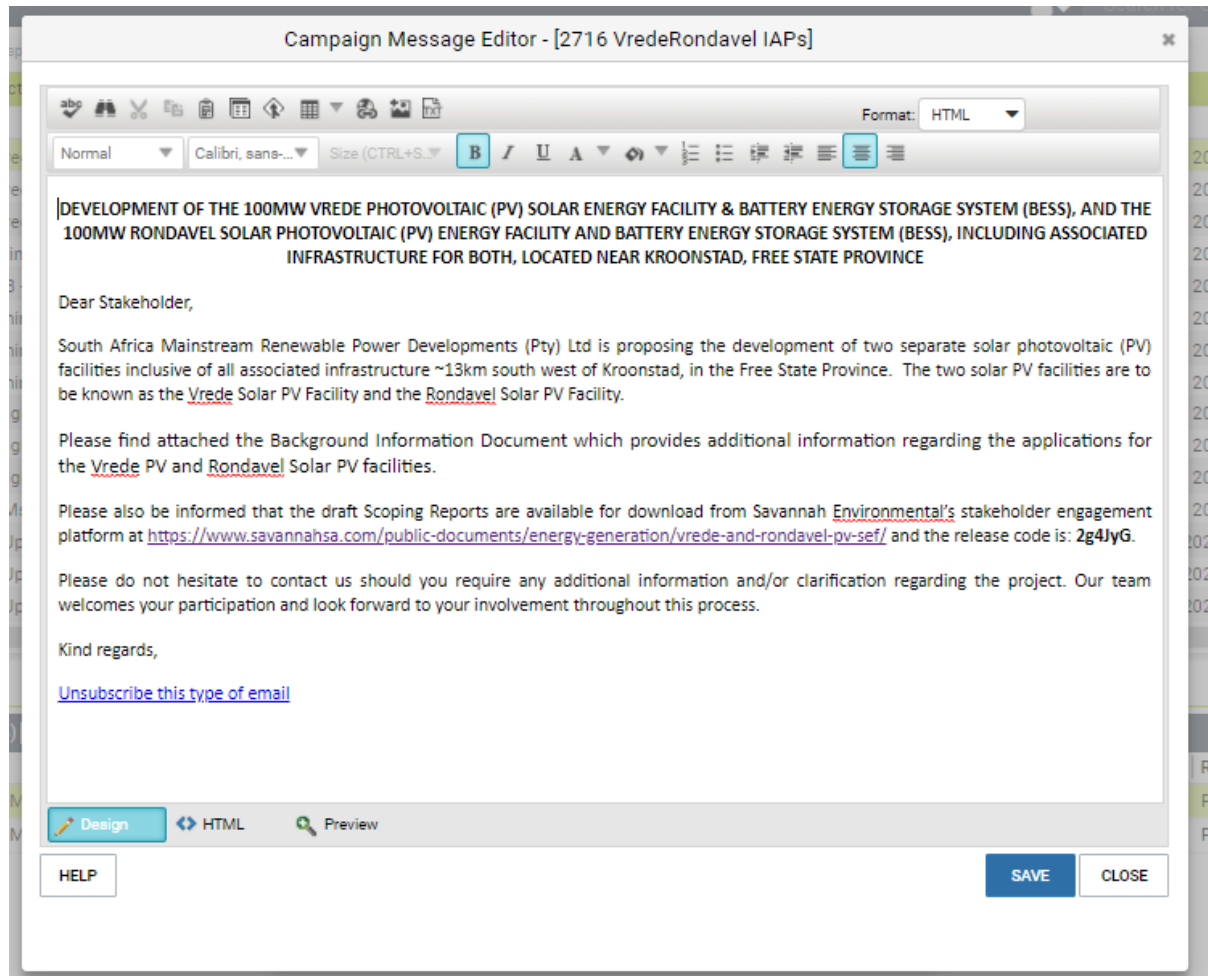 Campaign Message Editor - [2716 VredeRondavel IAPs]
abc
TXT
Format: HTML
Normal
Calibri, sans-...
Size (CTRL+S...
B I U A
DEVELOPMENT OF THE 100MW VREDE PHOTOVOLTAIC (PV) SOLAR ENERGY FACILITY & BATTERY ENERGY STORAGE SYSTEM (BESS), AND THE
100MW RONDAVEL SOLAR PHOTOVOLTAIC (PV) ENERGY FACILITY AND BATTERY ENERGY STORAGE SYSTEM (BESS), INCLUDING ASSOCIATED
INFRASTRUCTURE FOR BOTH, LOCATED NEAR KROONSTAD, FREE STATE PROVINCE
Dear Stakeholder,
South Africa Mainstream Renewable Power Developments (Pty) Ltd is proposing the development of two separate solar photovoltaic (PV)
facilities inclusive of all associated infrastructure ~13km south west of Kroonstad, in the Free State Province. The two solar PV facilities are to
be known as the Vrede Solar PV Facility and the Rondavel Solar PV Facility.
Please find attached the Background Information Document which provides additional information regarding the applications for
the Vrede PV and Rondavel Solar PV facilities.
Please also be informed that the draft Scoping Reports are available for download from Savannah Environmental's stakeholder engagement
platform at https://www.savannahsa.com/public-documents/energy-generation/vrede-and-rondavel-pv-sef/ and the release code is: 2g4JyG.
Please do not hesitate to contact us should you require any additional information and/or clarification regarding the project. Our team
welcomes your participation and look forward to your involvement throughout this process.
Kind regards,
Unsubscribe this type of email
Design
HTML
Preview
HELP
SAVE
CLOSE